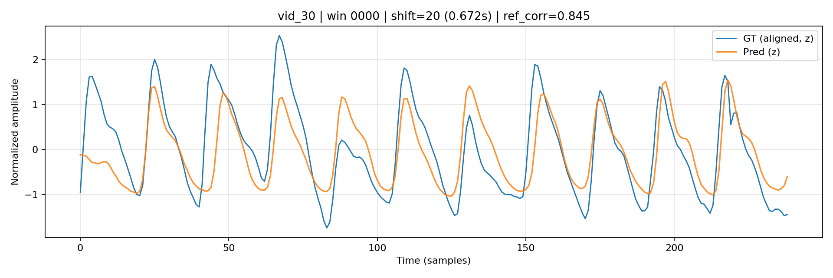 vid_30 | win 0000 | shift=20 (0.672s) | ref_corr=0.845
GT (aligned, z)
Pred (z)
Normalized amplitude
2
1
0
−1
0
50
100
150
200
Time (samples)